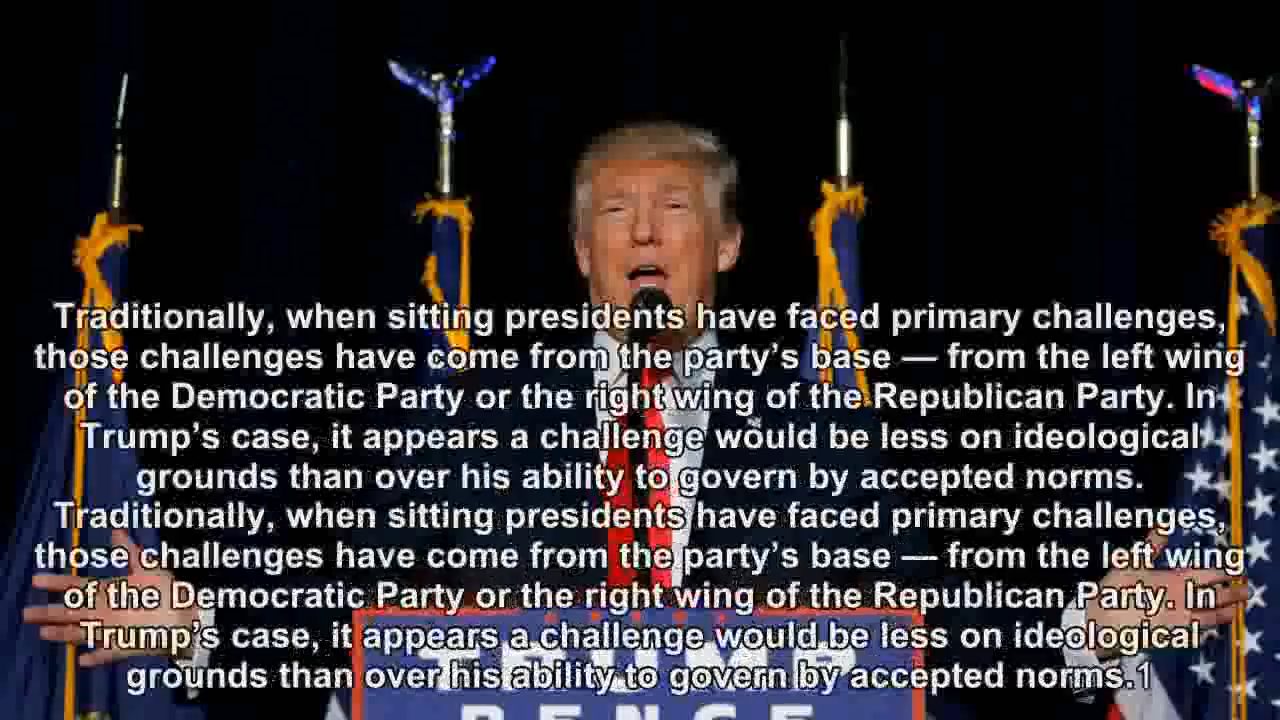 Traditionally, when sitting presidents have faced primary challenges,
those challenges have come from the party’s base — from the left wing
of the Democratic Party or the right wing of the Republican Party. In
Trump’s case, it appears a challenge would be less on ideological
grounds than over his ability to govern by accepted norms.
Traditionally, when sitting presidents have faced primary challenges,
those challenges have come from the party’s base — from the left wing
of the Democratic Party or the right wing of the Republican Party. In
Trump’s case, it appears a challenge would be less on ideological
grounds than over his ability to govern by accepted norms.1
TRUMP
PENCE